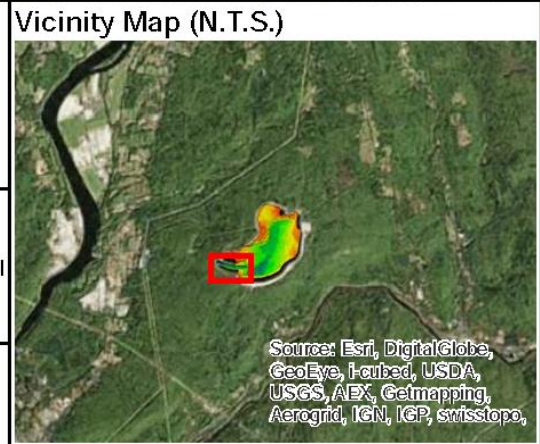 Vicinity Map (N.T.S.)
Source: Esri, DigitalGlobe,
GeoEye, i-cubed, USDA,
USGS, AEX, Getmapping,
Aerogrid, IGN, IGP, swisstopo,